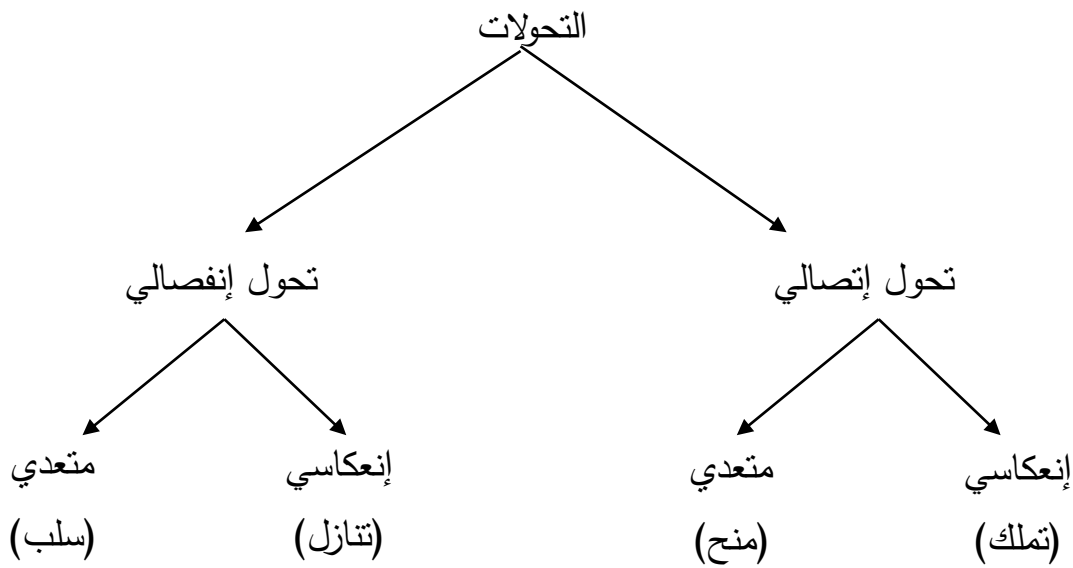 التحولات
تحول إتصالي
تحول إنفصالي
إنعكاسي
متعدي
إنعكاسي
متعدي
(تملك)
(منح)
(تنازل)
(سلب)